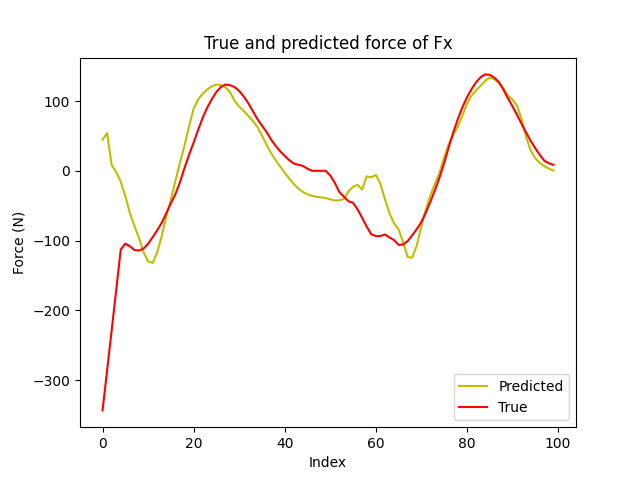 True and predicted force of Fx
Force (N)
100
0
−100
−200
−300
0 20 40 60 80 100
Index
Predicted
True